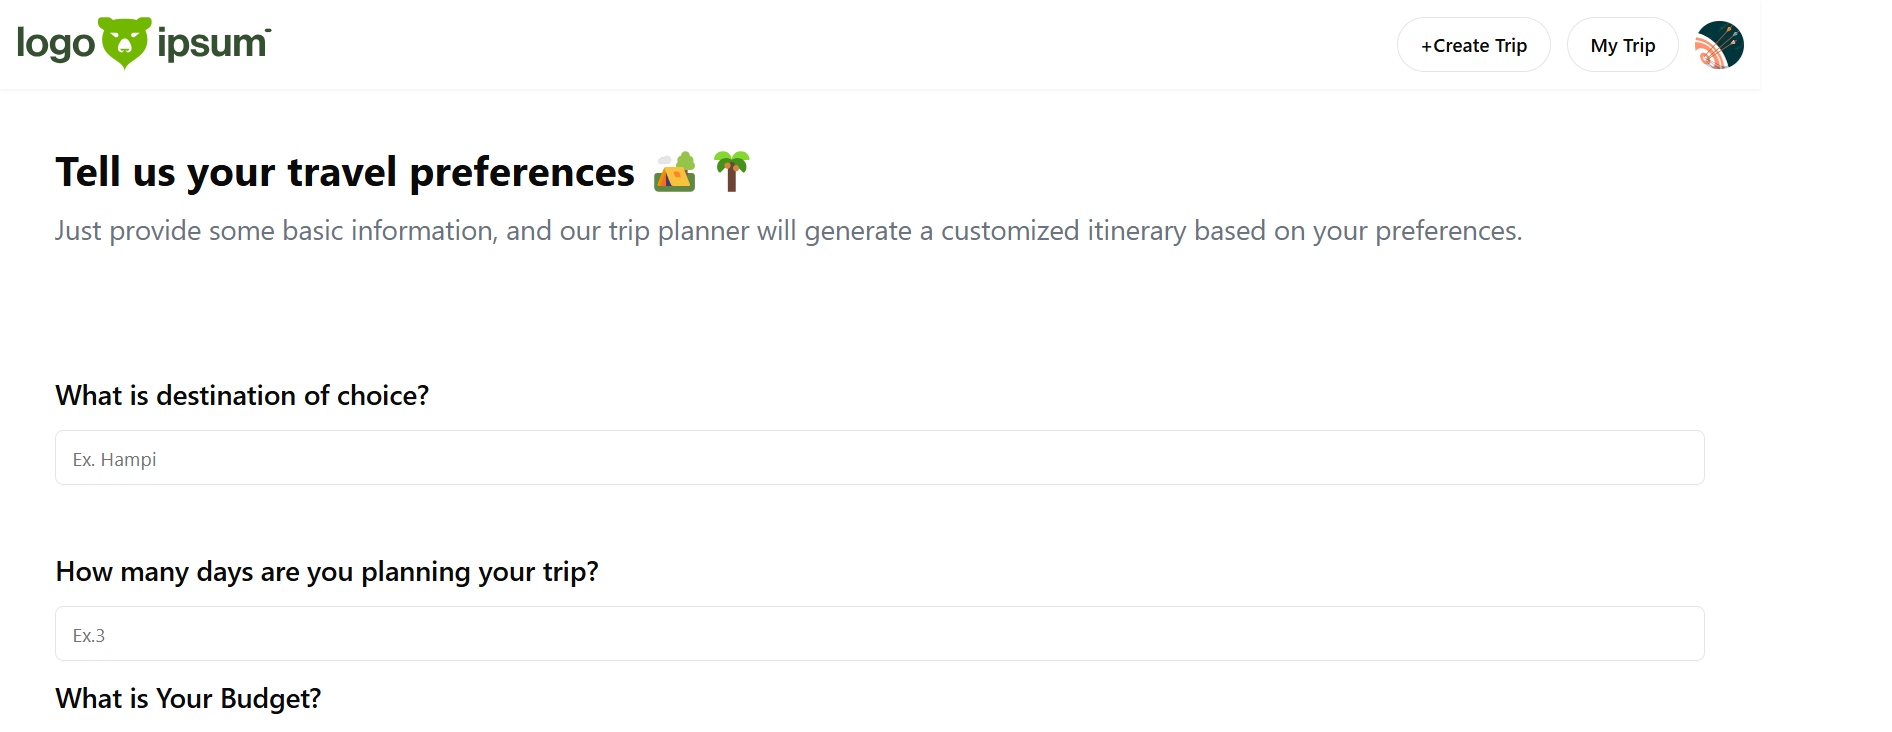 logo ipsum
+Create Trip
My Trip
Tell us your travel preferences 🏕️🌴
Just provide some basic information, and our trip planner will generate a customized itinerary based on your preferences.
What is destination of choice?
Ex. Hampi
How many days are you planning your trip?
Ex.3
What is Your Budget?